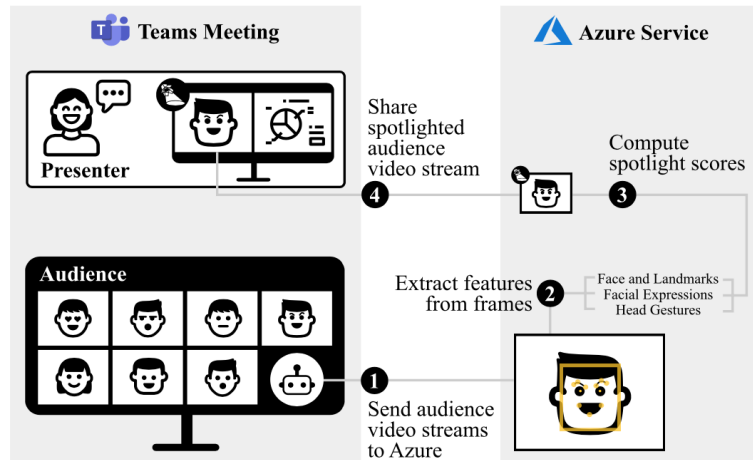 Teams Meeting
Azure Service
Presenter
Share
spotlighted
audience
video stream
4
Compute
spotlight scores
3
Audience
Extract features
from frames
2
Face and Landmarks
Facial Expressions
Head Gestures
1
Send audience
video streams
to Azure